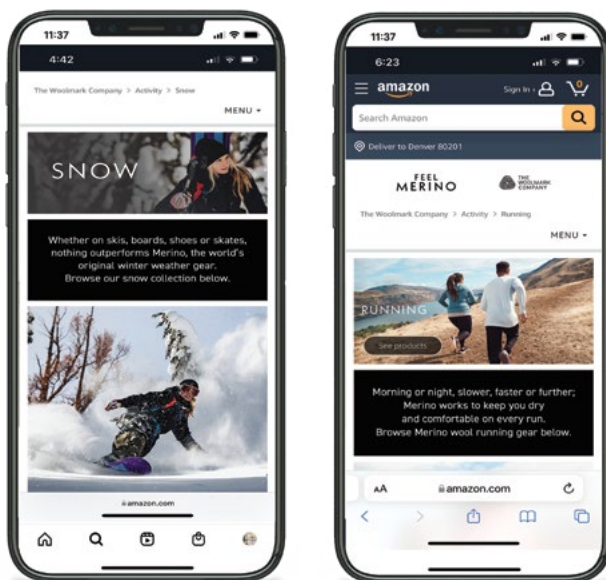 11:37
4:42
The Woolmark Company > Activity > Snow
MENU
SNOW
Whether on skis, boards, shoes or skates,
nothing outperforms Merino, the world's
original winter weather gear.
Browse our snow collection below.
amazon.com
11:37
6:23
amazon
Sign In ›
0
Search Amazon
Deliver to Denver 80201
FEEL
MERINO
THE
WOOLMARK
COMPANY
The Woolmark Company > Activity > Running
MENU
RUNNING
See products
Morning or night, slower, faster or further;
Merino works to keep you dry
and comfortable on every run.
Browse Merino wool running gear below.
AA
amazon.com